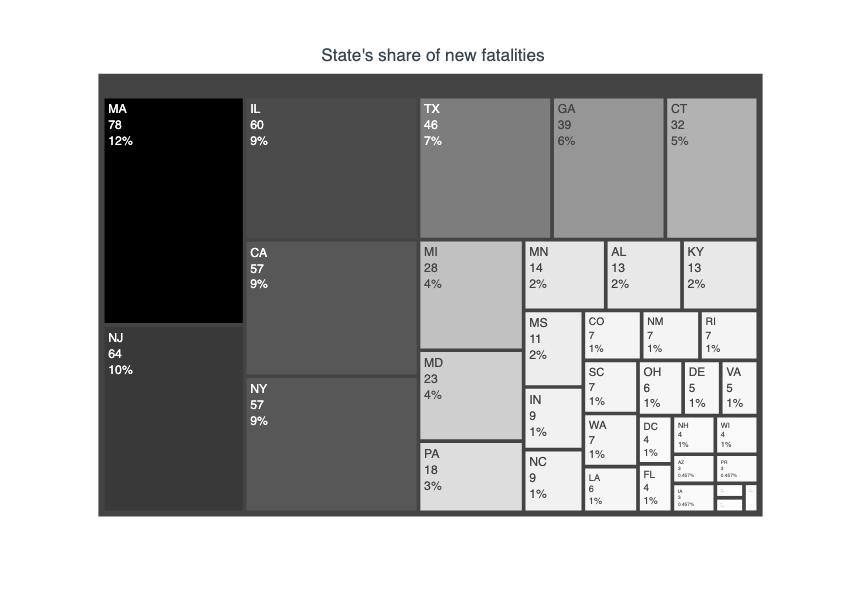 State's share of new fatalities
MA
78
12%
NJ
64
10%
IL
60
9%
CA
57
9%
NY
57
9%
TX
46
7%
GA
39
6%
CT
32
5%
MI
28
4%
MD
23
4%
PA
18
3%
MN
14
2%
AL
13
2%
KY
13
2%
MS
11
2%
IN
9
1%
NC
9
1%
CO
7
1%
NM
7
1%
RI
7
1%
SC
7
1%
WA
7
1%
LA
6
1%
OH
6
1%
DE
5
1%
VA
5
1%
DC
4
1%
FL
4
1%
NH
4
1%
WI
4
1%
AZ
3
0.457%
PR
3
0.457%
IA
3
0.457%